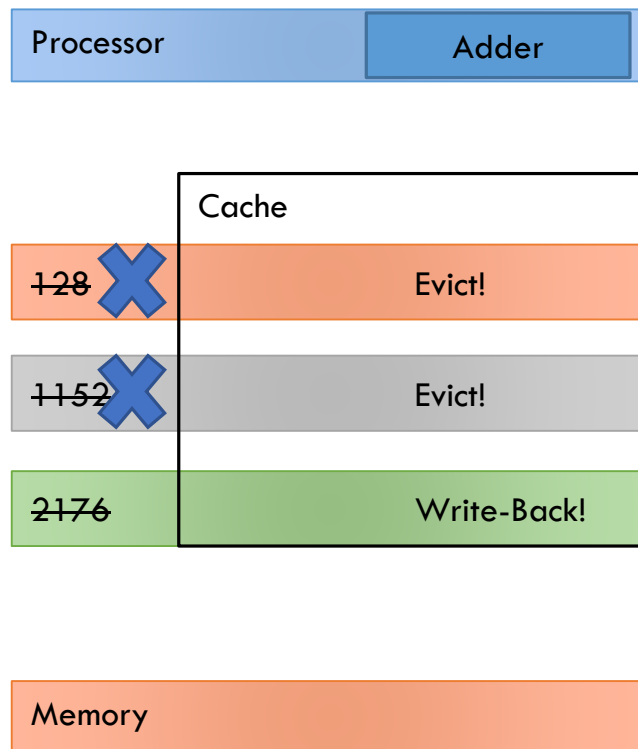 Processor
Adder
Cache
128
Evict!
1152
Evict!
2176
Write-Back!
Memory